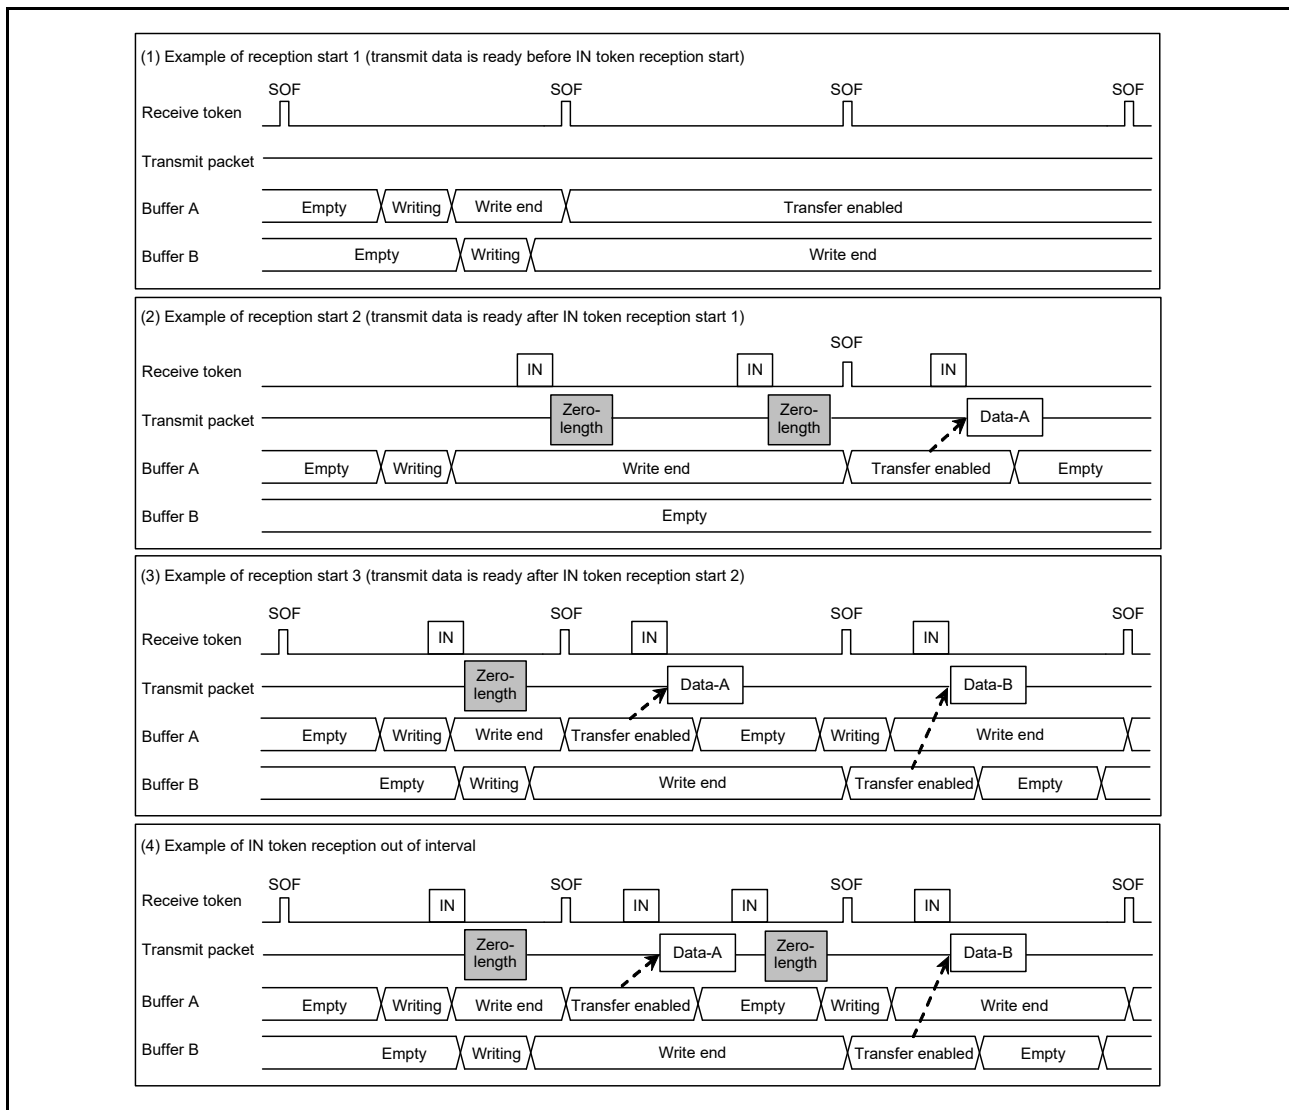 (1) Example of reception start 1 (transmit data is ready before IN token reception start)
SOF SOF SOF SOF
Receive token
Transmit packet
Buffer A Empty Writing Write end Transfer enabled
Buffer B Empty Writing Write end
(2) Example of reception start 2 (transmit data is ready after IN token reception start 1)
SOF
Receive token IN IN IN
Transmit packet Zero-length Zero-length Data-A
Buffer A Empty Writing Write end Transfer enabled Empty
Buffer B Empty
(3) Example of reception start 3 (transmit data is ready after IN token reception start 2)
SOF SOF SOF SOF
Receive token IN IN IN
Transmit packet Zero-length Data-A Data-B
Buffer A Empty Writing Write end Transfer enabled Empty Writing Write end
Buffer B Empty Writing Write end Transfer enabled Empty
(4) Example of IN token reception out of interval
SOF SOF SOF SOF
Receive token IN IN IN IN
Transmit packet Zero-length Data-A Zero-length Data-B
Buffer A Empty Writing Write end Transfer enabled Empty Writing Write end
Buffer B Empty Writing Write end Transfer enabled Empty